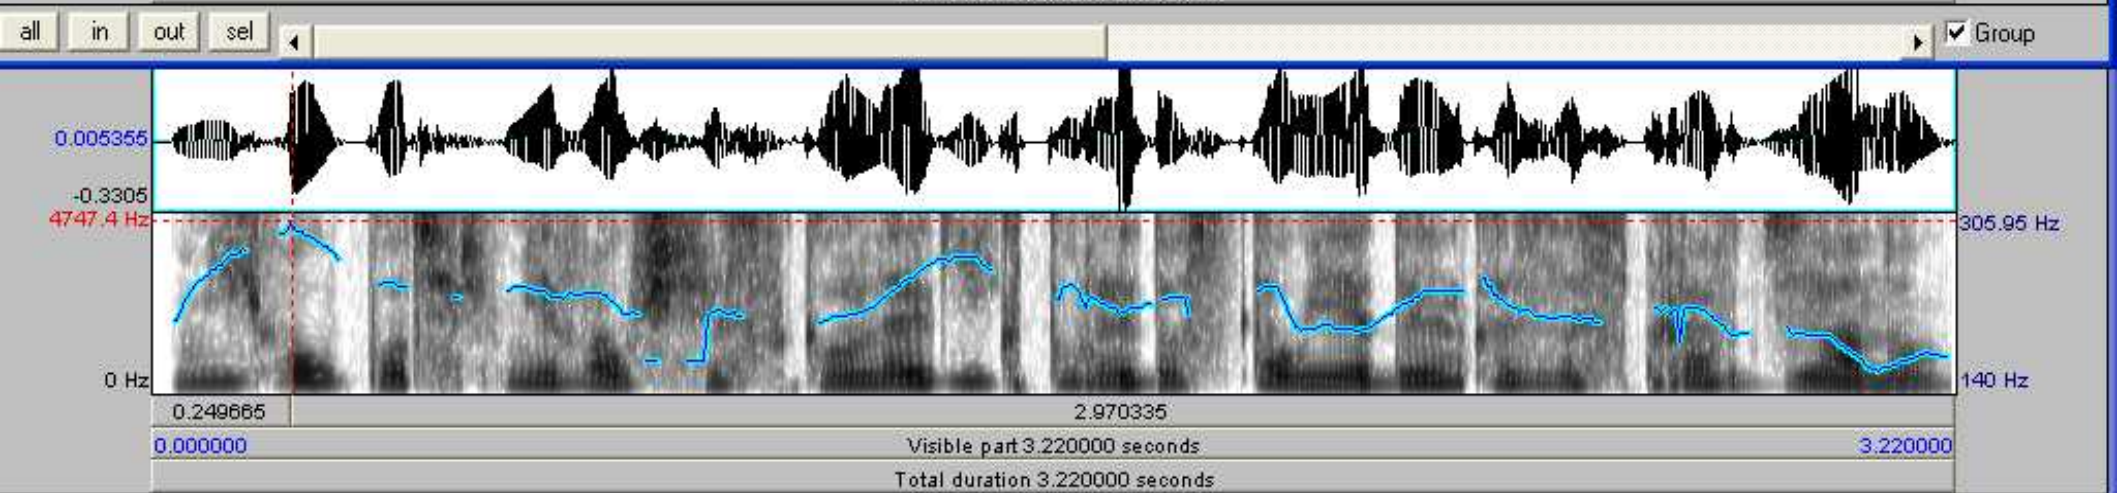 all in out sel Group
0.005355
-0.3305
4747.4 Hz 305.95 Hz
0 Hz 140 Hz
0.249665 2.970335
0.000000 Visible part 3.220000 seconds 3.220000
Total duration 3.220000 seconds